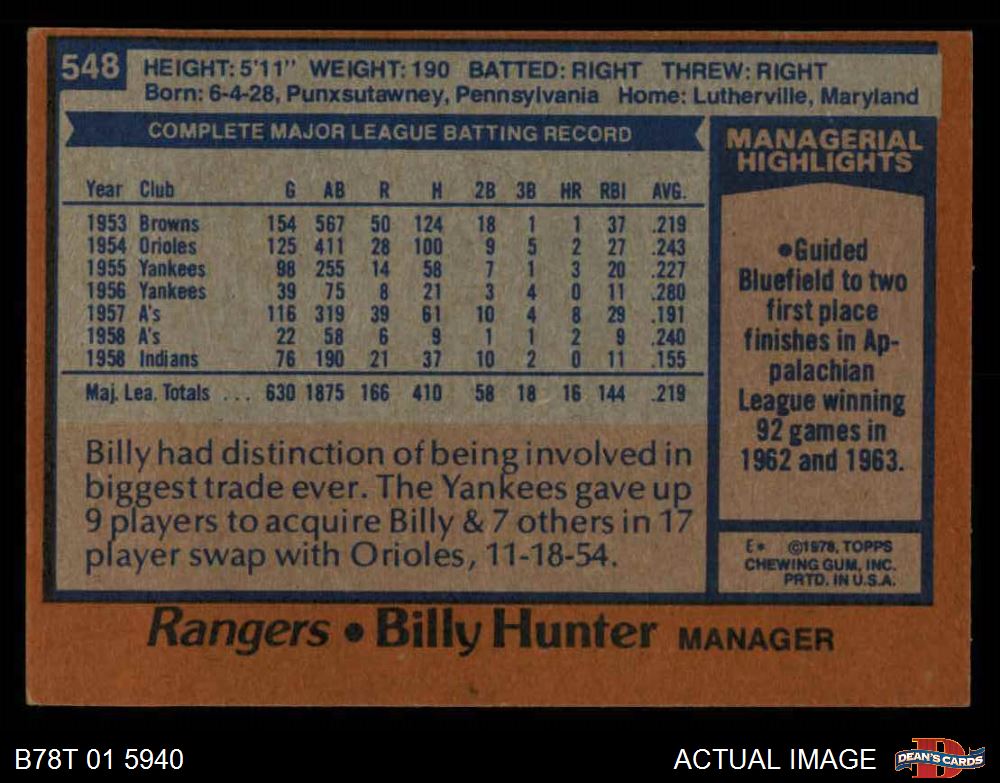 548
HEIGHT: 5'11" WEIGHT: 190 BATTED: RIGHT THREW: RIGHT
Born: 6-4-28, Punxsutawney, Pennsylvania Home: Lutherville, Maryland
COMPLETE MAJOR LEAGUE BATTING RECORD
Year Club G AB R H 2B 3B HR RBI AVG.
1953 Browns 154 567 50 124 18 1 1 37 .219
1954 Orioles 125 411 28 100 9 5 2 27 .243
1955 Yankees 98 255 14 58 7 1 3 20 .227
1956 Yankees 39 75 8 21 3 4 0 11 .280
1957 A's 116 319 39 61 10 4 8 29 .191
1958 A's 22 58 6 9 1 1 2 9 .240
1958 Indians 76 190 21 37 10 2 0 11 .155
Maj. Lea. Totals ... 630 1875 166 410 58 18 16 144 .219
Billy had distinction of being involved in
biggest trade ever. The Yankees gave up
9 players to acquire Billy & 7 others in 17
player swap with Orioles, 11-18-54.
MANAGERIAL
HIGHLIGHTS
•Guided
Bluefield to two
first place
finishes in Ap-
palachian
League winning
92 games in
1962 and 1963.
E* ©1978, TOPPS
CHEWING GUM, INC.
PRTD. IN U.S.A.
Rangers • Billy Hunter MANAGER
B78T 01 5940
ACTUAL IMAGE
D
DEAN'S CARDS